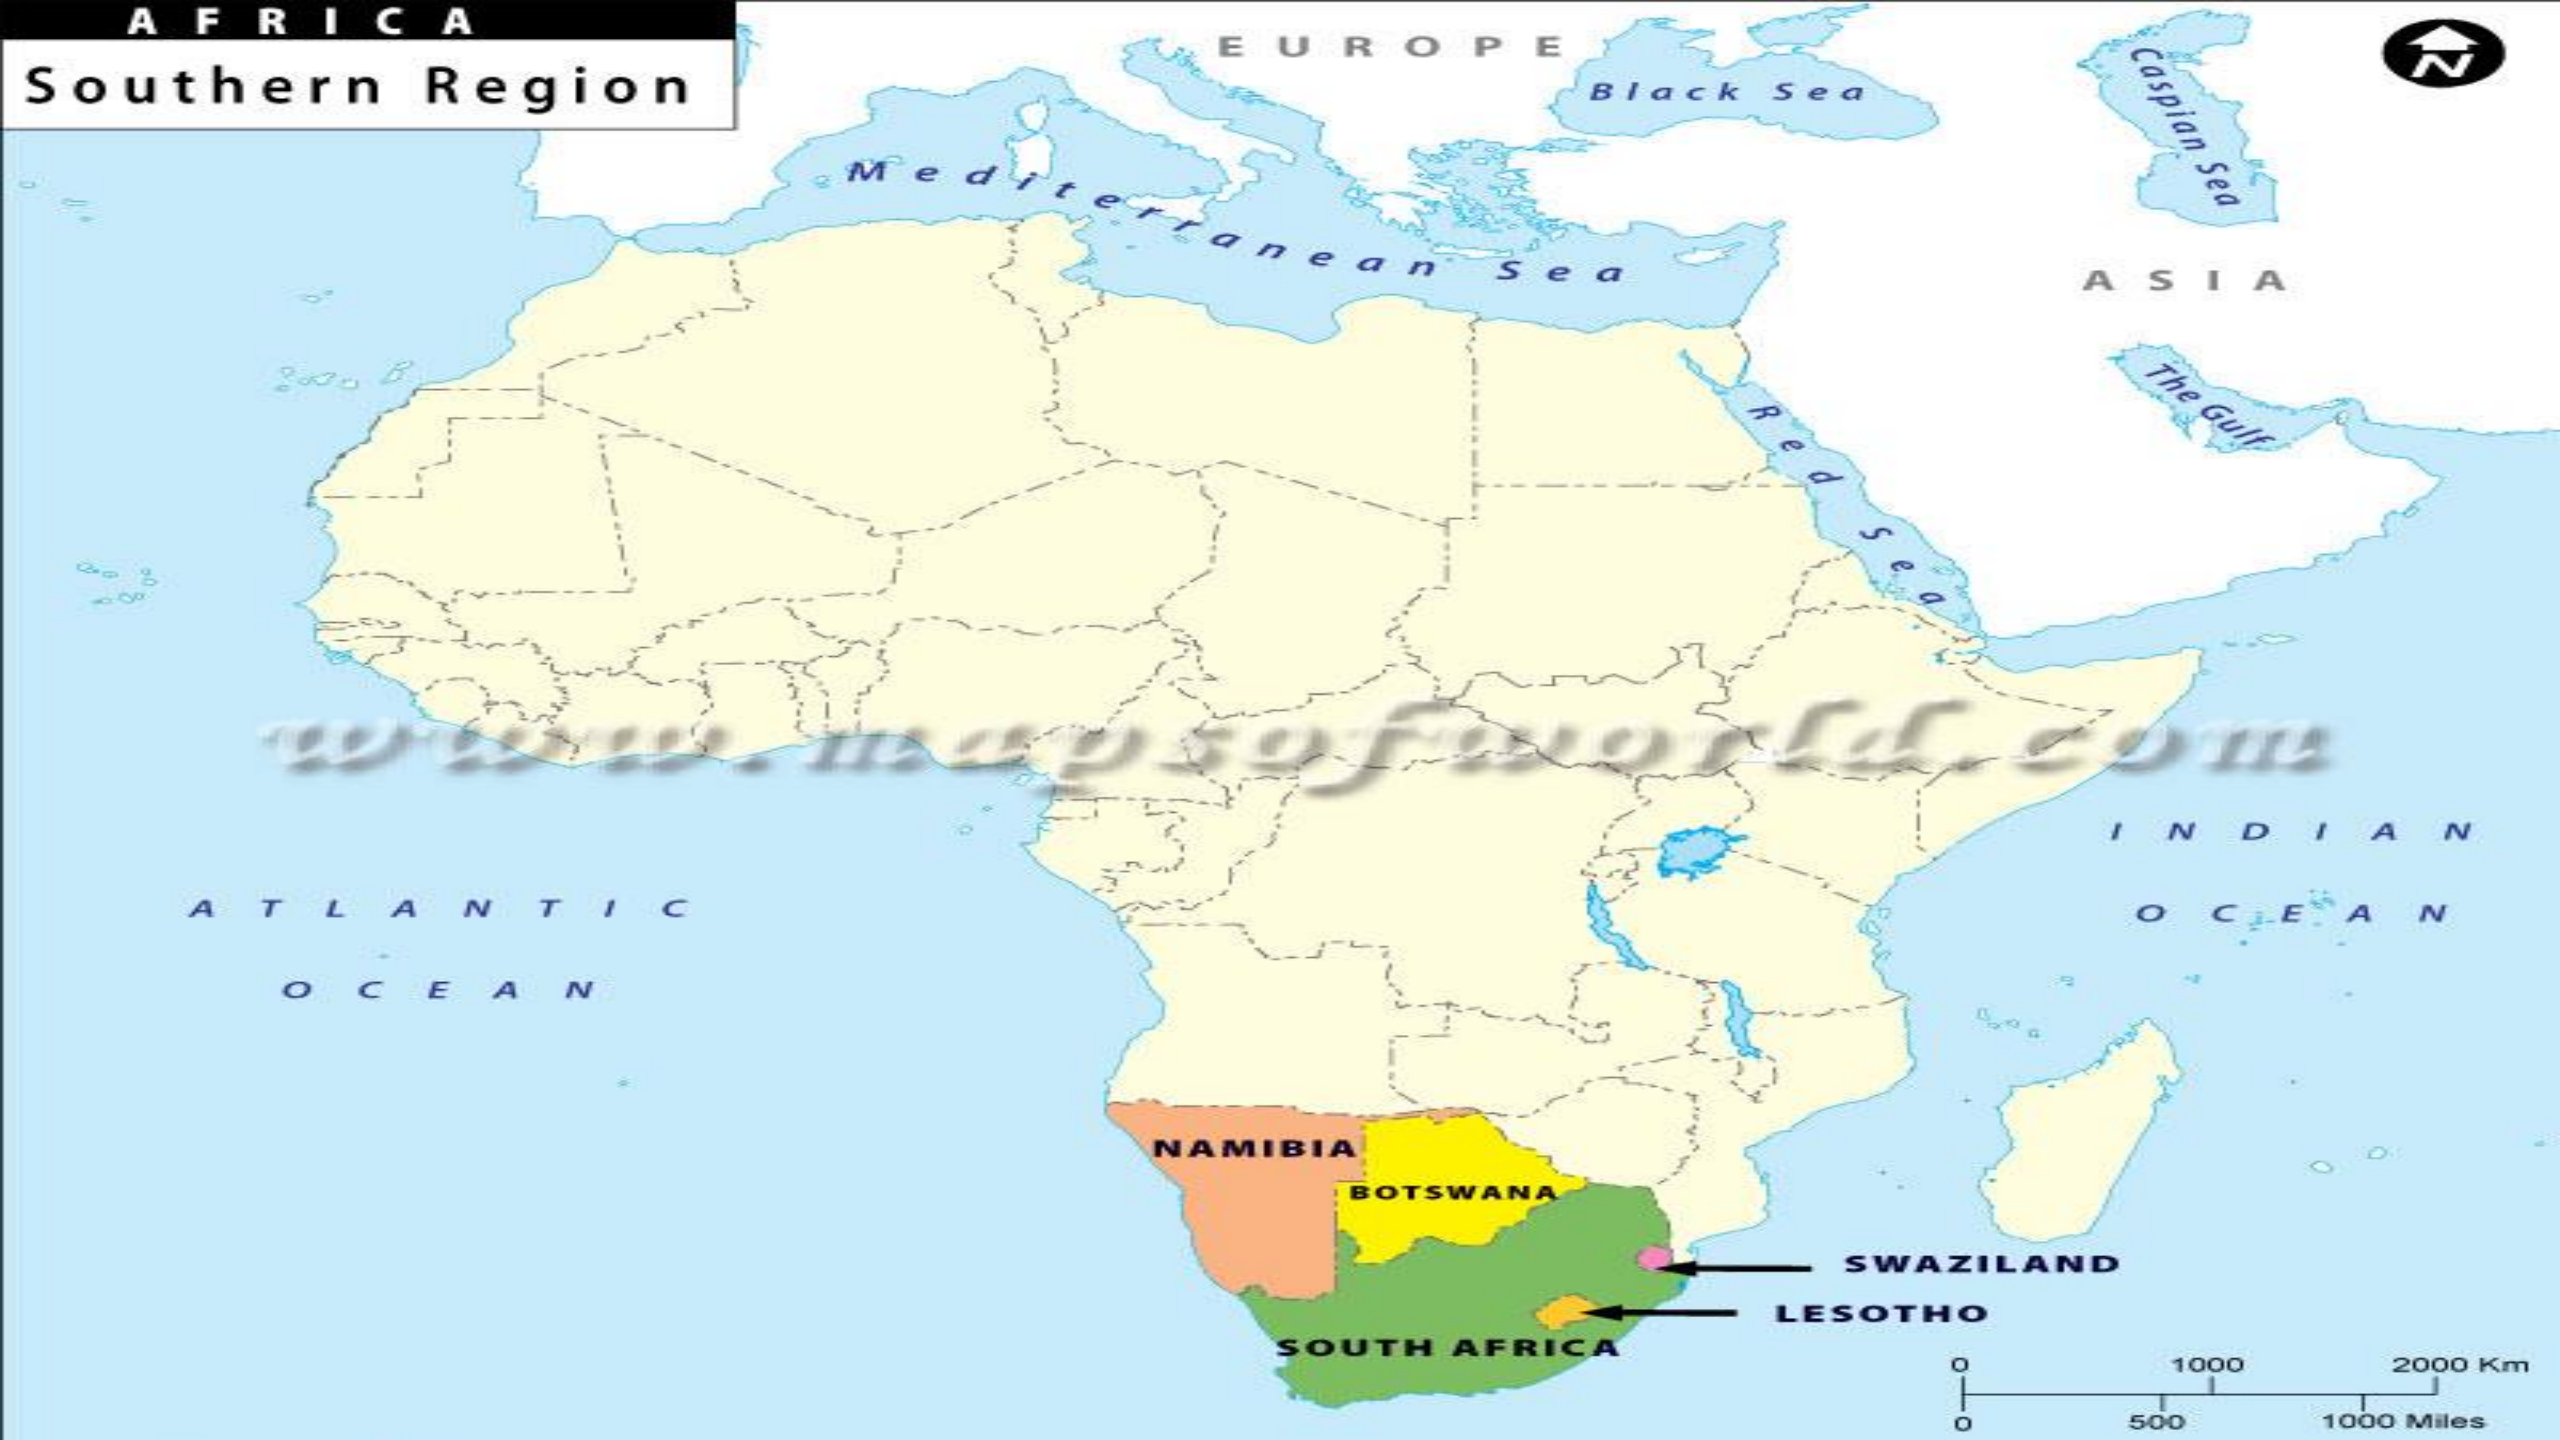 AFRICA
Southern Region
EUROPE
Black Sea
Caspian Sea
N
Mediterranean Sea
ASIA
The Gulf
Red Sea
www.mapsofworld.com
INDIAN
OCEAN
ATLANTIC
OCEAN
NAMIBIA
BOTSWANA
SWAZILAND
LESOTHO
SOUTH AFRICA
0 1000 2000 Km
0 500 1000 Miles